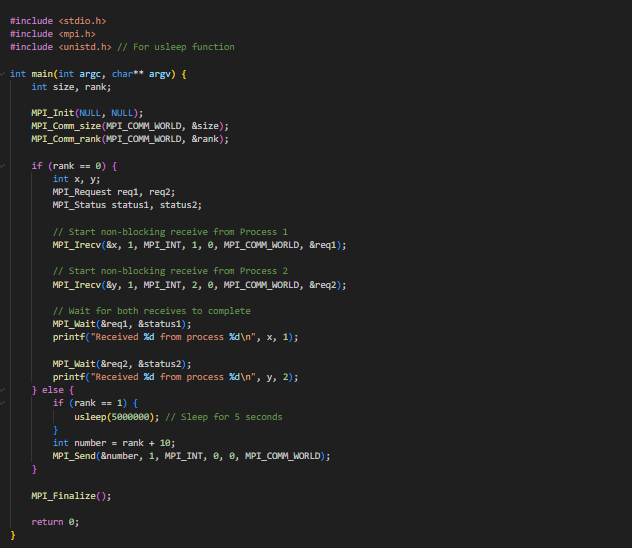 #include <stdio.h>
#include <mpi.h>
#include <unistd.h> // For usleep function
int main(int argc, char** argv) {
int size, rank;
MPI_Init(NULL, NULL);
MPI_Comm_size(MPI_COMM_WORLD, &size);
MPI_Comm_rank(MPI_COMM_WORLD, &rank);
if (rank == 0) {
int x, y;
MPI_Request req1, req2;
MPI_Status status1, status2;
// Start non-blocking receive from Process 1
MPI_Irecv(&x, 1, MPI_INT, 1, 0, MPI_COMM_WORLD, &req1);
// Start non-blocking receive from Process 2
MPI_Irecv(&y, 1, MPI_INT, 2, 0, MPI_COMM_WORLD, &req2);
// Wait for both receives to complete
MPI_Wait(&req1, &status1);
printf("Received %d from process %d\n", x, 1);
MPI_Wait(&req2, &status2);
printf("Received %d from process %d\n", y, 2);
} else {
if (rank == 1) {
usleep(5000000); // Sleep for 5 seconds
}
int number = rank + 10;
MPI_Send(&number, 1, MPI_INT, 0, 0, MPI_COMM_WORLD);
}
MPI_Finalize();
return 0;
}